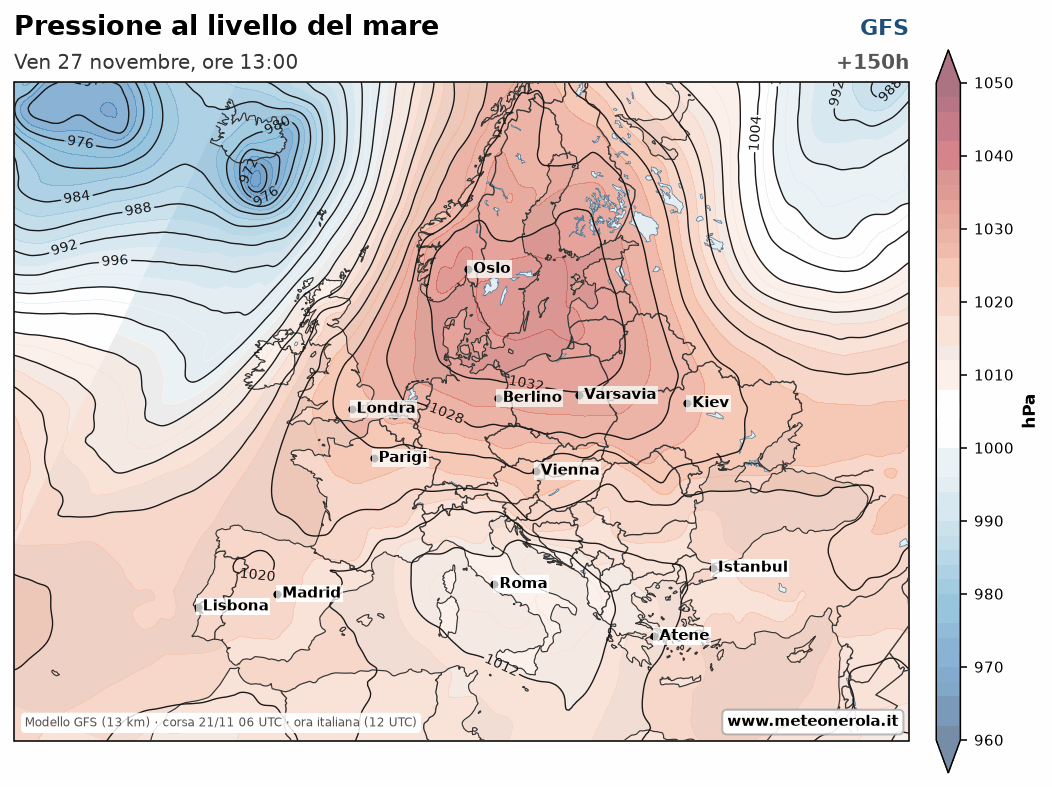 Pressione al livello del mare
GFS
Ven 27 novembre, ore 13:00
+150h
976
980
972
976
984
988
992
996
1004
992
988
1032
1028
1020
1012
Oslo
Londra
Berlino
Varsavia
Kiev
Parigi
Vienna
Madrid
Lisbona
Roma
Istanbul
Atene
1050
1040
1030
1020
1010
1000
990
980
970
960
hPa
Modello GFS (13 km) · corsa 21/11 06 UTC · ora italiana (12 UTC)
www.meteonerola.it